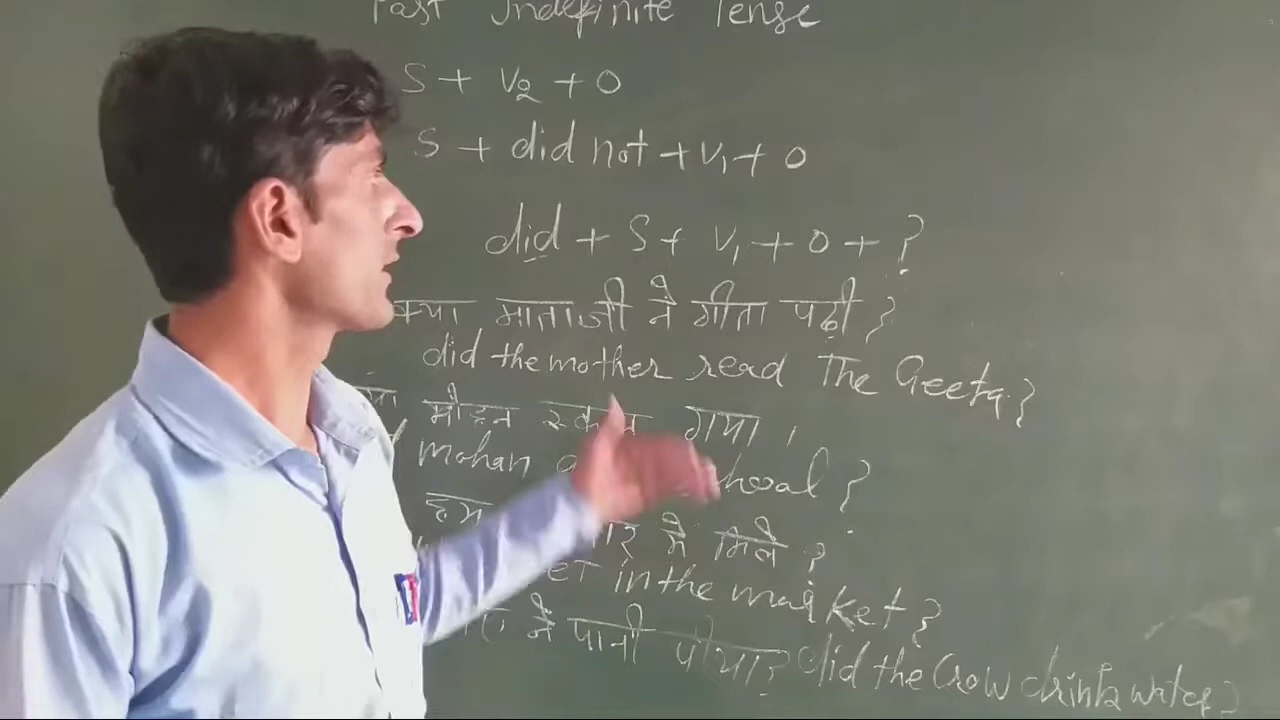 Past Indefinite Tense
S + V2 + O
S + did not + V1 + O
did + S + V1 + O + ?
क्या माताजी ने गीता पढ़ी ?
did the mother read The Geeta ?
मोहन स्कूल गया ।
mohan ?
हम में मिले ?
in the market ?
ने पानी पीया ? did the Crow drink water ?